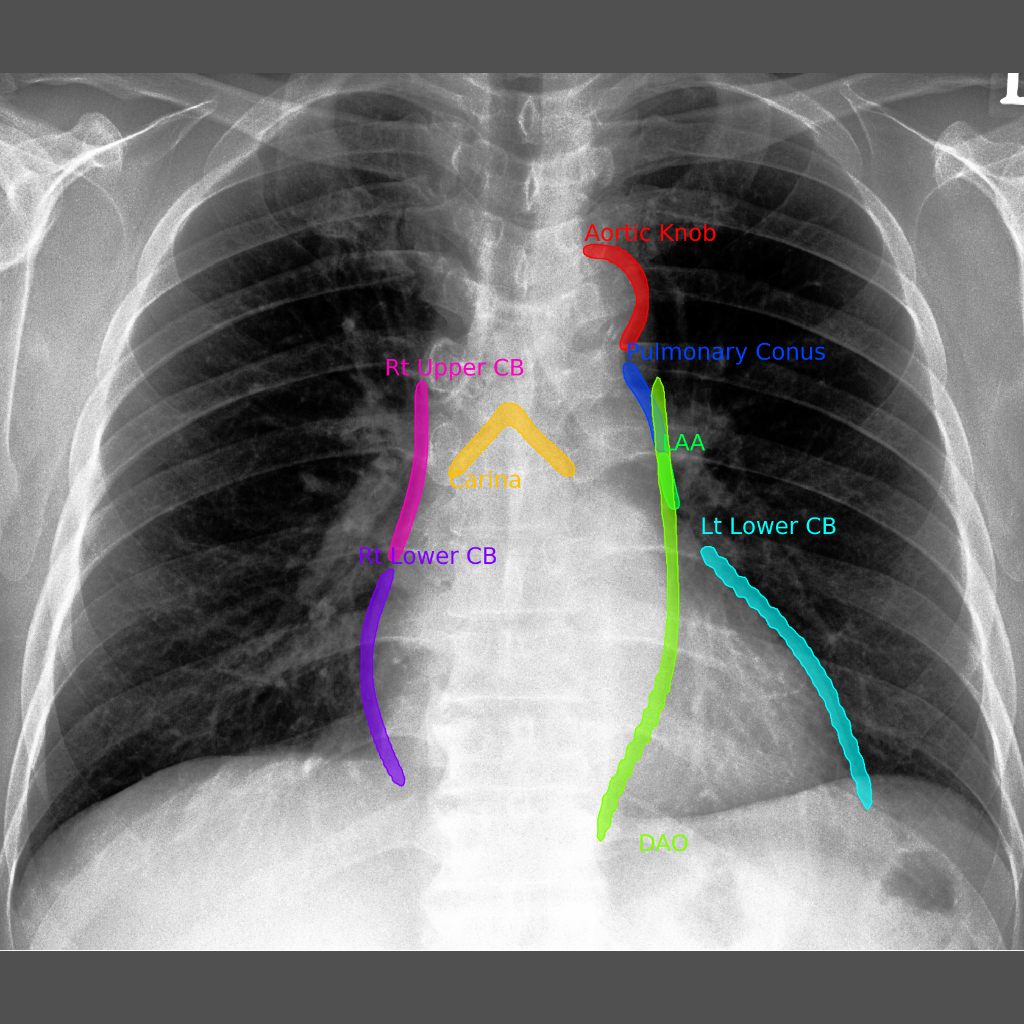 Aortic Knob
Pulmonary Conus
Rt Upper CB
LAA
Carina
Lt Lower CB
Rt Lower CB
DAO